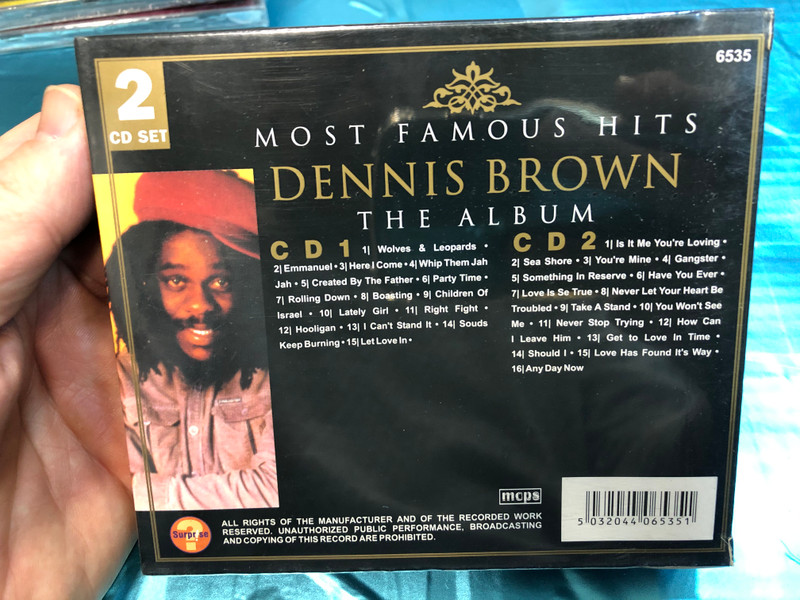 6535
2
CD SET
MOST FAMOUS HITS
DENNIS BROWN
THE ALBUM
CD 1 1| Wolves & Leopards •
2| Emmanuel • 3| Here I Come • 4| Whip Them Jah
Jah • 5| Created By The Father • 6| Party Time •
7| Rolling Down • 8| Boasting • 9| Children Of
Israel • 10| Lately Girl • 11| Right Fight •
12| Hooligan • 13| I Can't Stand It • 14| Souds
Keep Burning • 15| Let Love In •
CD 2 1| Is It Me You're Loving •
2| Sea Shore • 3| You're Mine • 4| Gangster •
5| Something In Reserve • 6| Have You Ever •
7| Love Is Se True • 8| Never Let Your Heart Be
Troubled • 9| Take A Stand • 10| You Won't See
Me • 11| Never Stop Trying • 12| How Can
I Leave Him • 13| Get to Love In Time •
14| Should I • 15| Love Has Found It's Way •
16| Any Day Now
mcps
5 032044 065351
Surprise
ALL RIGHTS OF THE MANUFACTURER AND OF THE RECORDED WORK
RESERVED. UNAUTHORIZED PUBLIC PERFORMANCE, BROADCASTING
AND COPYING OF THIS RECORD ARE PROHIBITED.